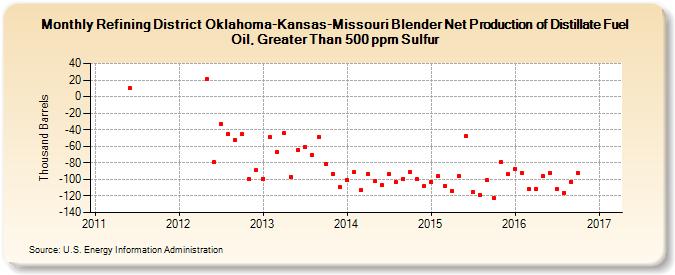 Monthly Refining District Oklahoma-Kansas-Missouri Blender Net Production of Distillate Fuel
Oil, Greater Than 500 ppm Sulfur
Thousand Barrels
40
20
0
-20
-40
-60
-80
-100
-120
-140
2011 2012 2013 2014 2015 2016 2017
Source: U.S. Energy Information Administration